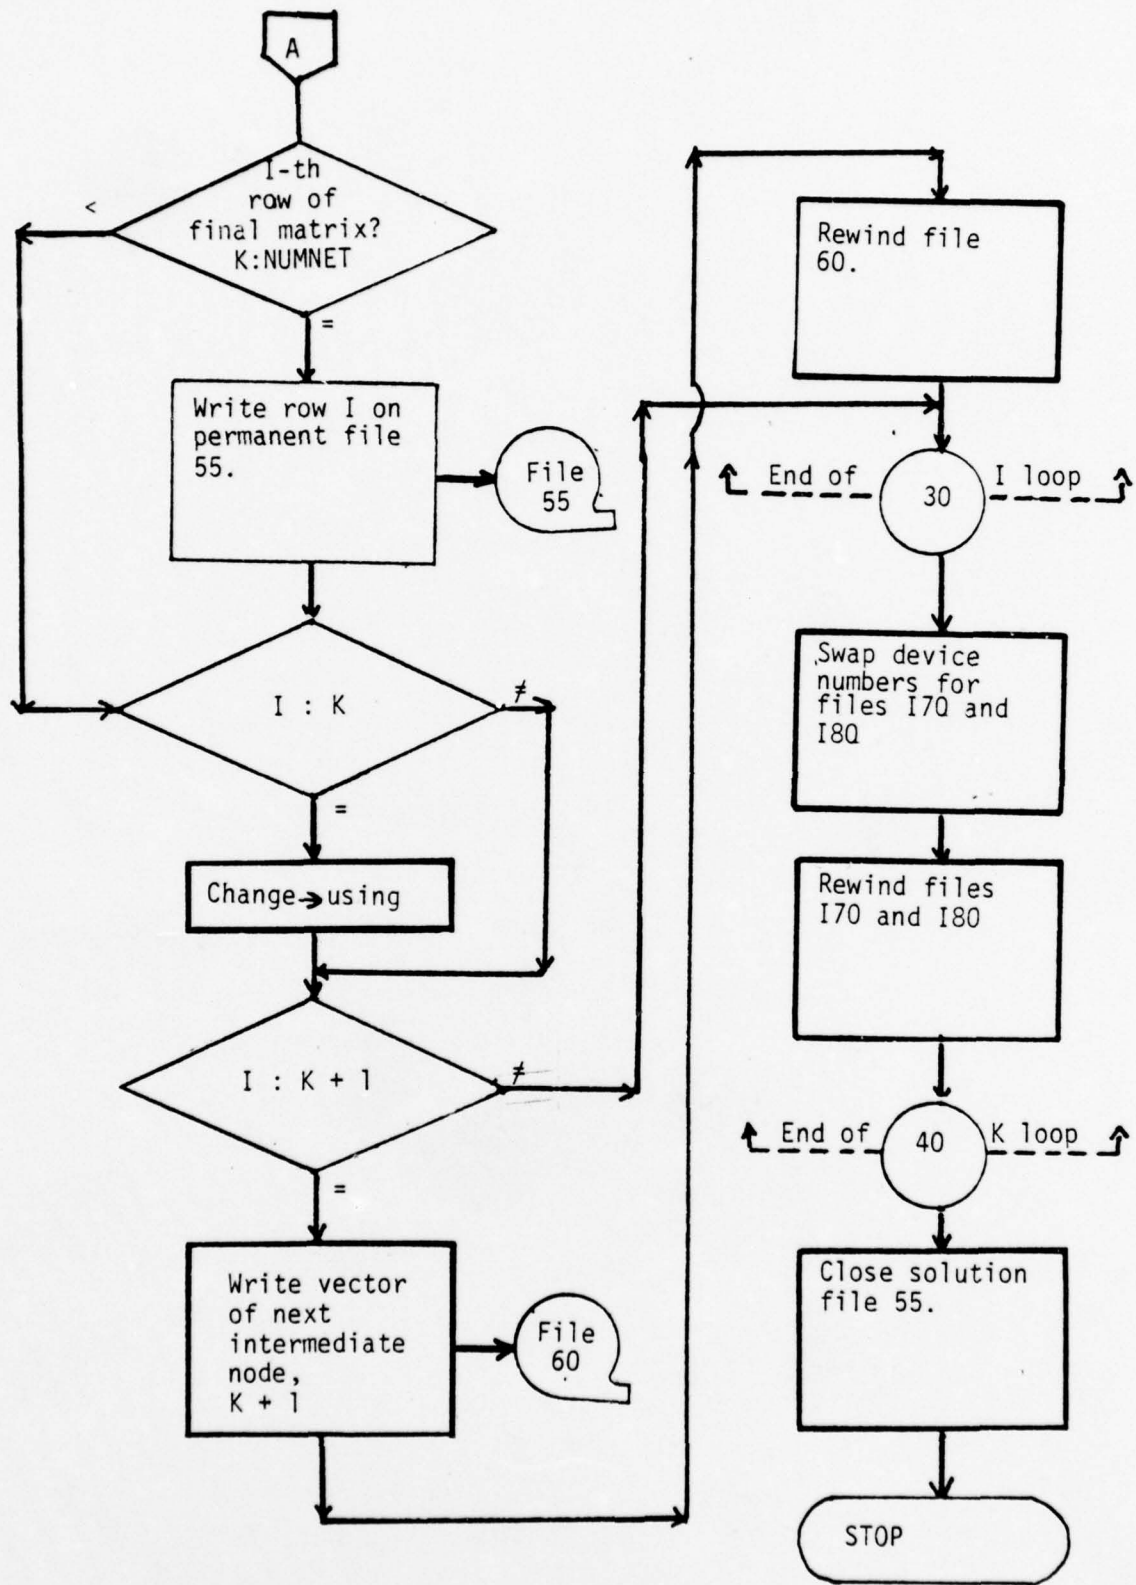 A
I-th
row of
final matrix?
K:NUMNET
<
=
Write row I on
permanent file
55.
File
55
I : K
≠
=
Change→using
I : K + 1
≠
=
Write vector
of next
intermediate
node,
K + 1
File
60
Rewind file
60.
End of
30
I loop
Swap device
numbers for
files I7Q and
I8Q
Rewind files
I70 and I80
End of
40
K loop
Close solution
file 55.
STOP